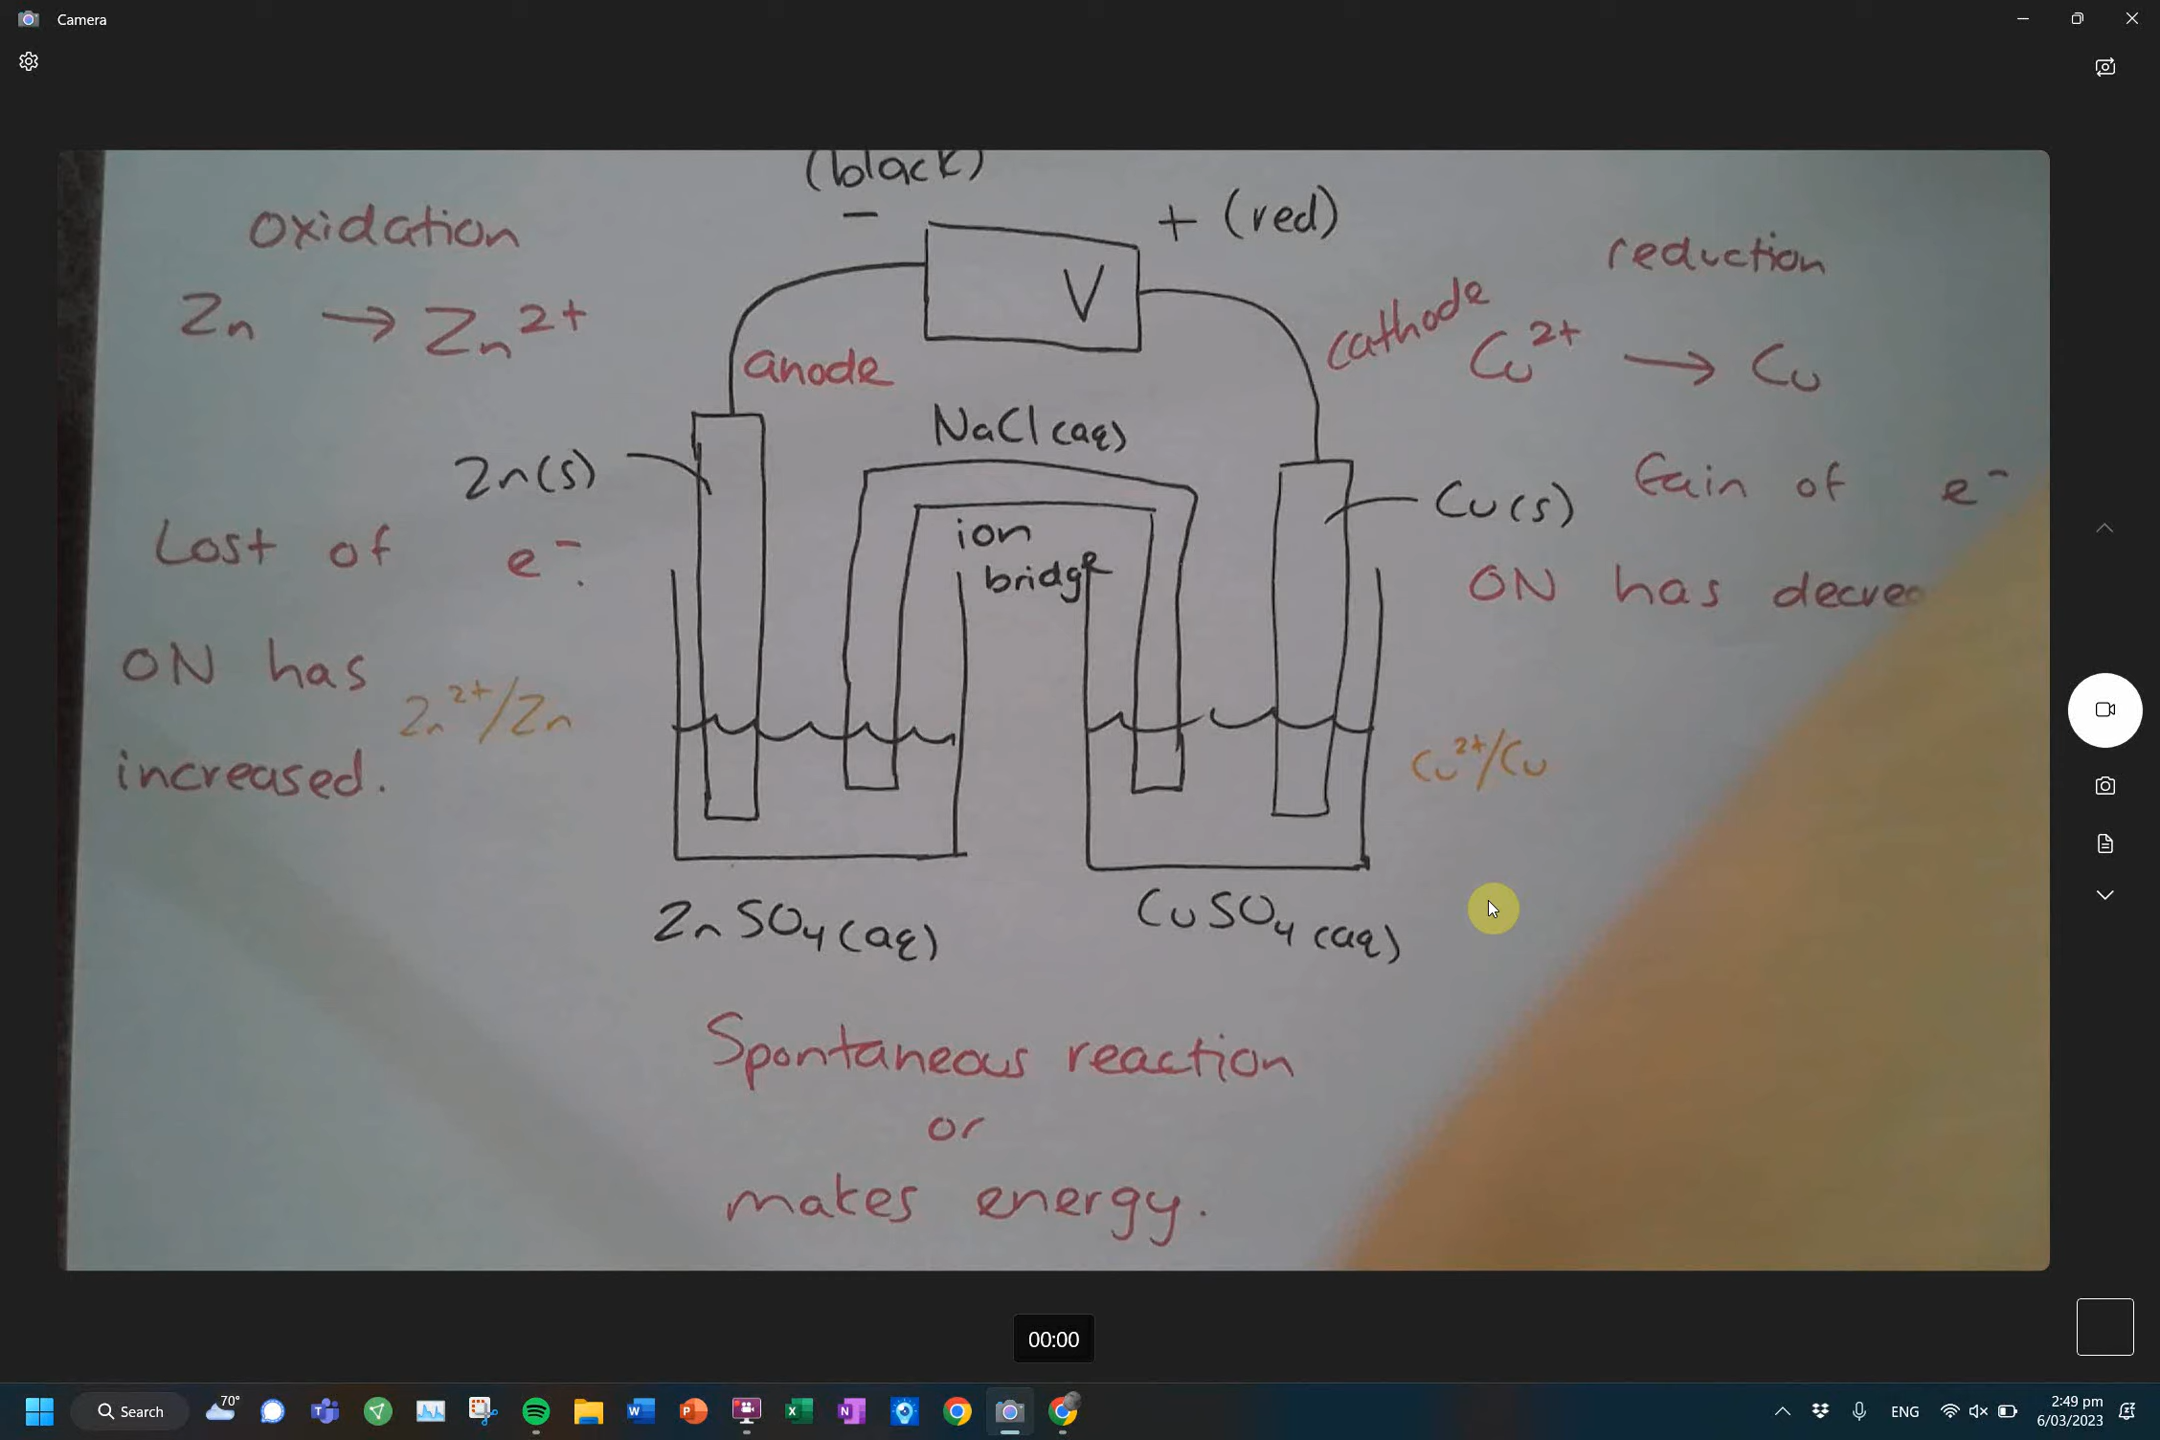 Camera
(black)
−
+ (red)
oxidation
reduction
Zn → Zn²⁺
V
cathode
Cu²⁺ → Cu
anode
NaCl(aq)
Zn(s)
Cu(s)
Gain of e⁻
ion
bridge
Lost of e⁻.
ON has
ON has decrea
increased.
Zn²⁺/Zn
Cu²⁺/Cu
ZnSO₄(aq)
CuSO₄(aq)
Spontaneous reaction
or
makes energy.
00:00
Search
70°
ENG
2:49 pm
6/03/2023